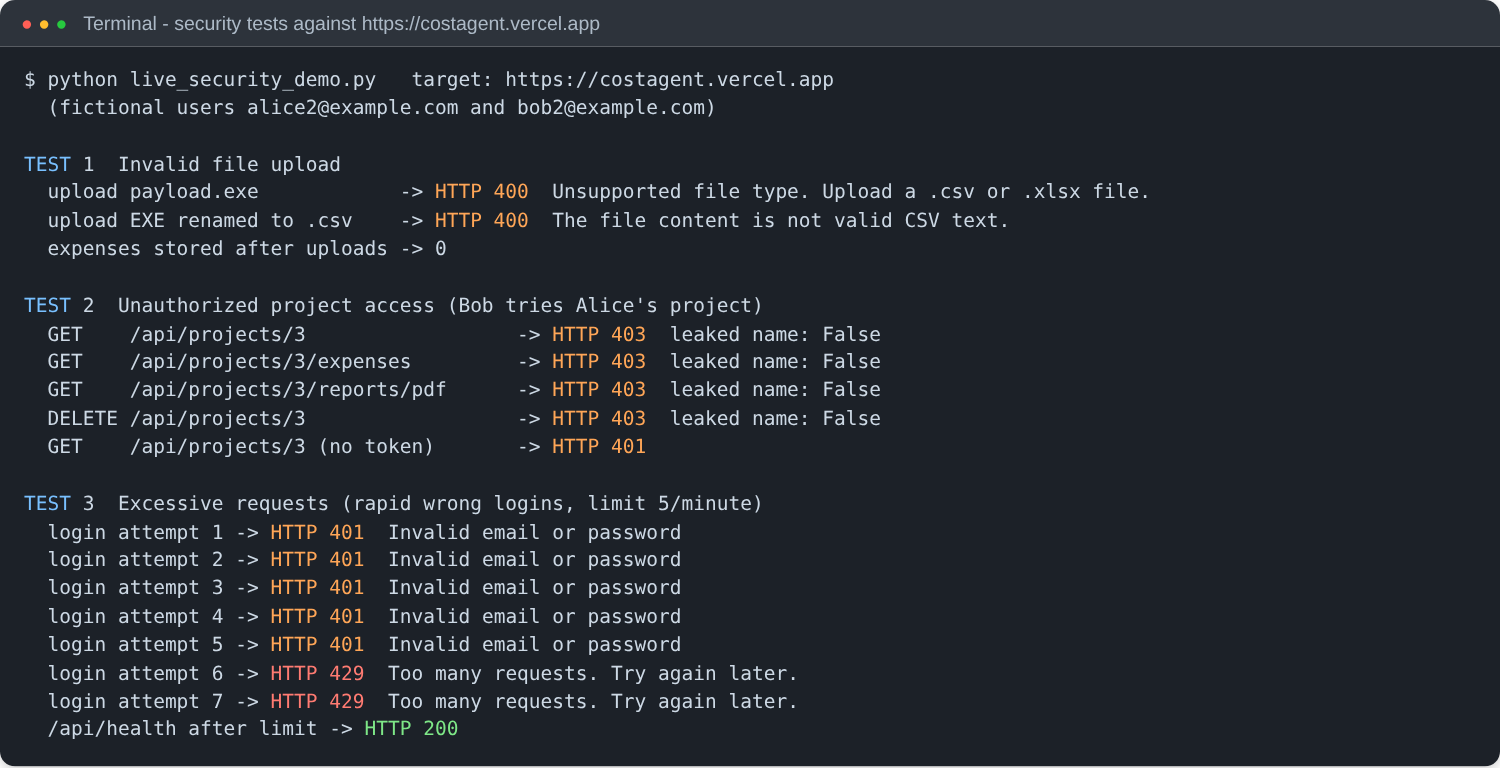 Terminal - security tests against https://costagent.vercel.app
$ python live_security_demo.py   target: https://costagent.vercel.app
  (fictional users alice2@example.com and bob2@example.com)
TEST 1  Invalid file upload
  upload payload.exe            -> HTTP 400  Unsupported file type. Upload a .csv or .xlsx file.
  upload EXE renamed to .csv    -> HTTP 400  The file content is not valid CSV text.
  expenses stored after uploads -> 0
TEST 2  Unauthorized project access (Bob tries Alice's project)
  GET    /api/projects/3                  -> HTTP 403  leaked name: False
  GET    /api/projects/3/expenses         -> HTTP 403  leaked name: False
  GET    /api/projects/3/reports/pdf      -> HTTP 403  leaked name: False
  DELETE /api/projects/3                  -> HTTP 403  leaked name: False
  GET    /api/projects/3 (no token)       -> HTTP 401
TEST 3  Excessive requests (rapid wrong logins, limit 5/minute)
  login attempt 1 -> HTTP 401  Invalid email or password
  login attempt 2 -> HTTP 401  Invalid email or password
  login attempt 3 -> HTTP 401  Invalid email or password
  login attempt 4 -> HTTP 401  Invalid email or password
  login attempt 5 -> HTTP 401  Invalid email or password
  login attempt 6 -> HTTP 429  Too many requests. Try again later.
  login attempt 7 -> HTTP 429  Too many requests. Try again later.
  /api/health after limit -> HTTP 200